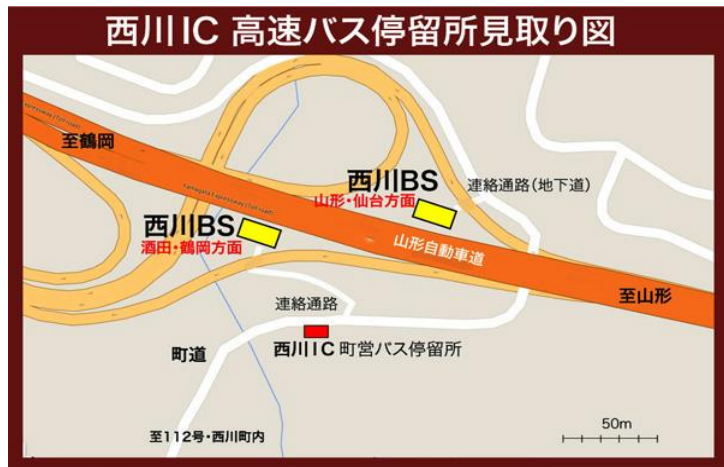 西川IC 高速バス停留所見取り図
至鶴岡
Yamagata Expressway (Toll road)
西川BS
山形・仙台方面
連絡通路(地下道)
西川BS
酒田・鶴岡方面
山形自動車道
至山形
連絡通路
西川IC 町営バス停留所
町道
50m
至112号・西川町内